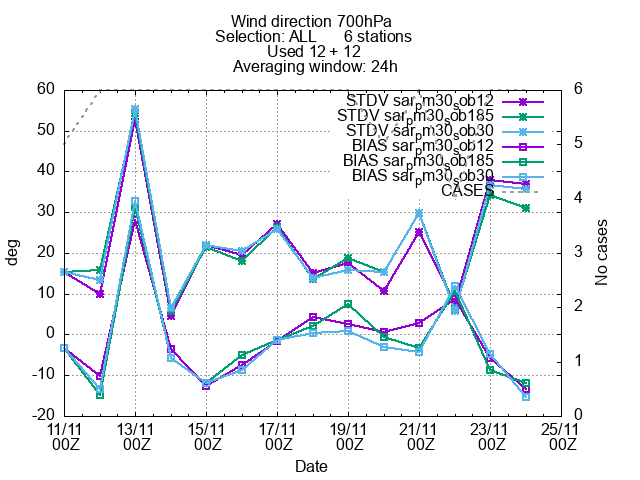 Wind direction 700hPa
Selection: ALL 6 stations
Used 12 + 12
Averaging window: 24h
STDV sar_pm30_sob12
STDV sar_pm30_sob185
STDV sar_pm30_sob30
BIAS sar_pm30_sob12
BIAS sar_pm30_sob185
BIAS sar_pm30_sob30
CASES
60
50
40
30
20
10
0
-10
-20
deg
6
5
4
3
2
1
0
No cases
11/11 13/11 15/11 17/11 19/11 21/11 23/11 25/11
00Z 00Z 00Z 00Z 00Z 00Z 00Z 00Z
Date